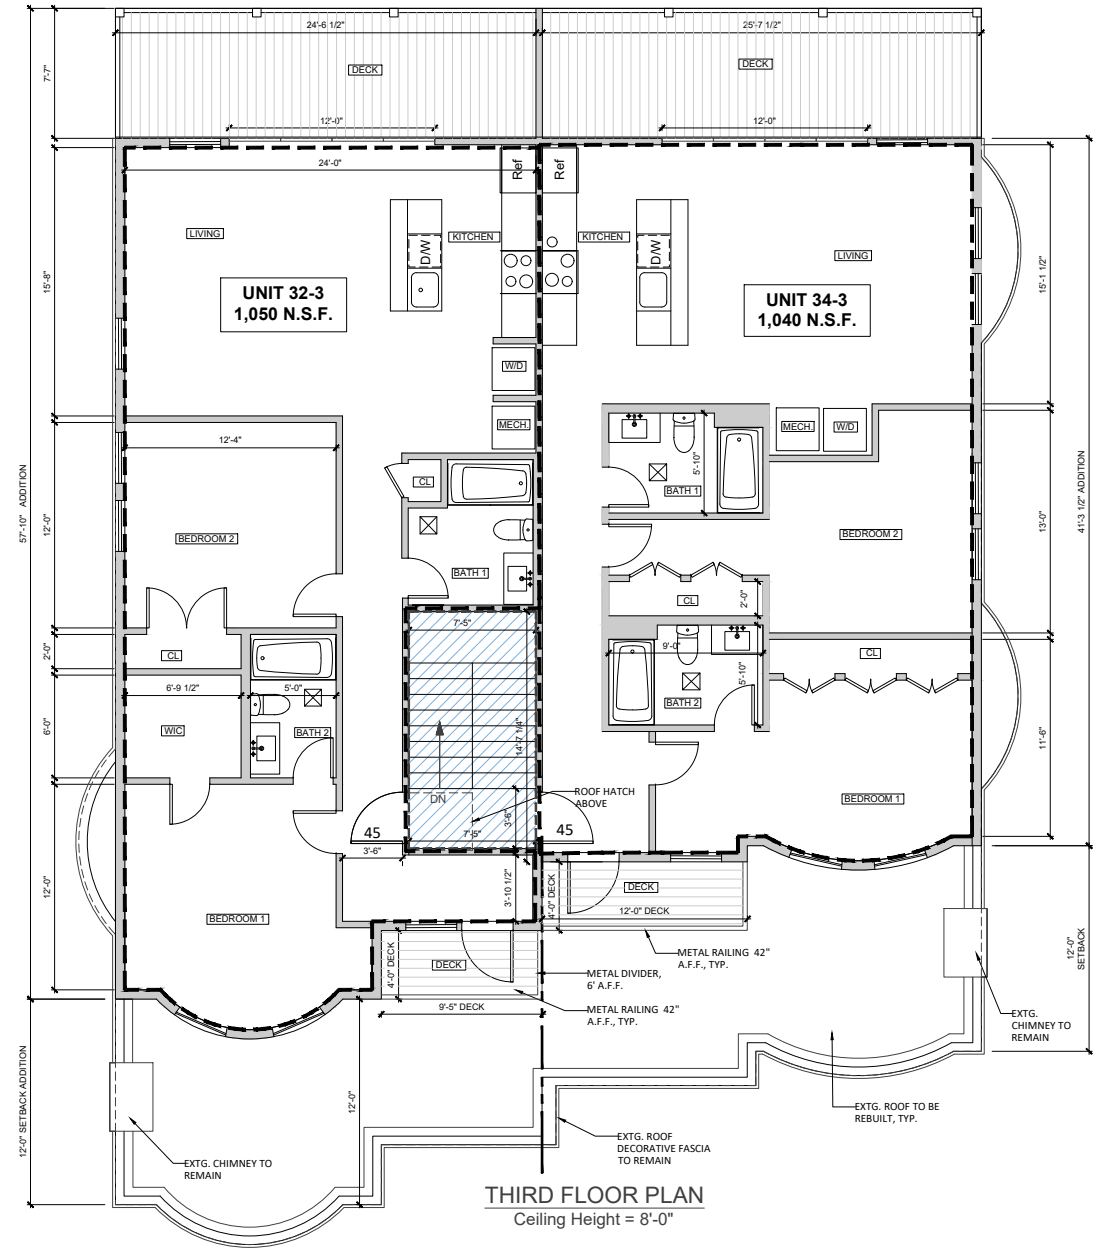 24'-6 1/2"
25'-7 1/2"
7'-7"
DECK
DECK
12'-0"
12'-0"
24'-0"
Ref
Ref
LIVING
KITCHEN
KITCHEN
LIVING
D/W
D/W
UNIT 32-3
1,050 N.S.F.
UNIT 34-3
1,040 N.S.F.
15'-8"
15'-1 1/2"
W/D
MECH.
MECH.
W/D
12'-4"
CL
5'-10"
BATH 1
57'-10" ADDITION
12'-0"
BEDROOM 2
BATH 1
BEDROOM 2
13'-0"
41'-3 1/2" ADDITION
CL
2'-0"
7'-5"
2'-0"
CL
9'-0"
CL
5'-10"
6'-9 1/2"
5'-0"
6'-0"
WIC
BATH 2
BATH 2
14'-7 1/4"
11'-6"
DN
ROOF HATCH
ABOVE
BEDROOM 1
3'-6"
45
7'-5"
45
3'-6"
3'-10 1/2"
12'-0"
BEDROOM 1
4'-0" DECK
DECK
12'-0" DECK
METAL RAILING 42"
A.F.F., TYP.
4'-0" DECK
DECK
METAL DIVIDER,
6' A.F.F.
9'-5" DECK
METAL RAILING 42"
A.F.F., TYP.
12'-0"
SETBACK
EXTG.
CHIMNEY TO
REMAIN
12'-0" SETBACK ADDITION
12'-0"
EXTG. ROOF TO BE
REBUILT, TYP.
EXTG. ROOF
DECORATIVE FASCIA
TO REMAIN
EXTG. CHIMNEY TO
REMAIN
THIRD FLOOR PLAN
Ceiling Height = 8'-0"